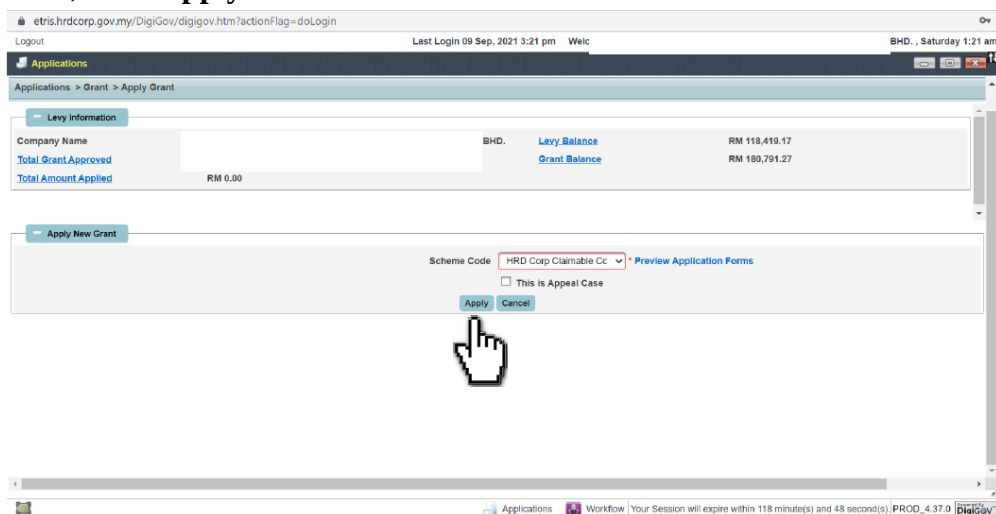 etris.hrdcorp.gov.my/DigiGov/digigov.htm?actionFlag=doLogin
Logout Last Login 09 Sep, 2021 3:21 pm Welc BHD. , Saturday 1:21 am
Applications
Applications > Grant > Apply Grant
Levy Information
Company Name BHD. Levy Balance RM 118,419.17
Total Grant Approved Grant Balance RM 180,791.27
Total Amount Applied RM 0.00
Apply New Grant
Scheme Code HRD Corp Claimable Cc * Preview Application Forms
This is Appeal Case
Apply Cancel
Applications Workflow Your Session will expire within 118 minute(s) and 48 second(s). PROD_4.37.0 DigiGov